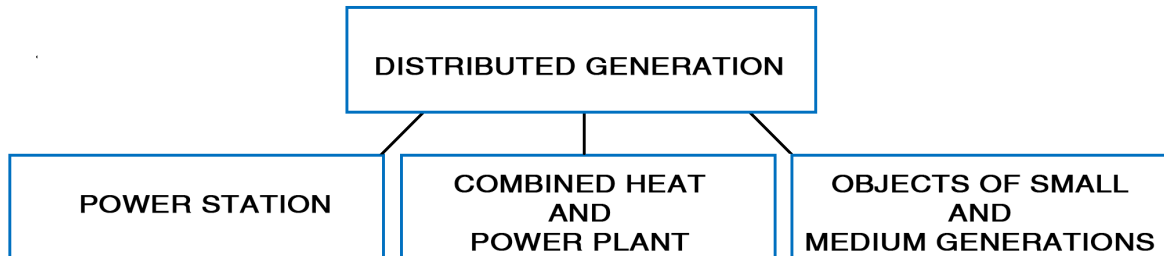 DISTRIBUTED GENERATION
POWER STATION
COMBINED HEAT
AND
POWER PLANT
OBJECTS OF SMALL
AND
MEDIUM GENERATIONS